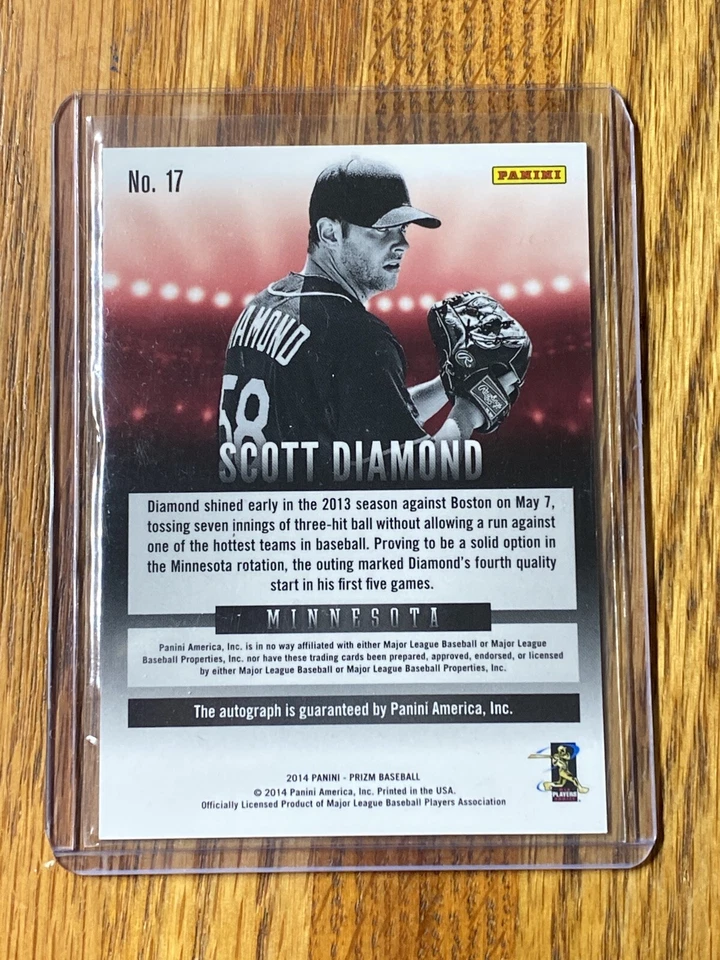 No. 17
PANINI
AMOND
58
Rawlings
SCOTT DIAMOND
Diamond shined early in the 2013 season against Boston on May 7,
tossing seven innings of three-hit ball without allowing a run against
one of the hottest teams in baseball. Proving to be a solid option in
the Minnesota rotation, the outing marked Diamond's fourth quality
start in his first five games.
MINNESOTA
Panini America, Inc. is in no way affiliated with either Major League Baseball or Major League
Baseball Properties, Inc. nor have these trading cards been prepared, approved, endorsed, or licensed
by either Major League Baseball or Major League Baseball Properties, Inc.
The autograph is guaranteed by Panini America, Inc.
2014 PANINI - PRIZM BASEBALL
© 2014 Panini America, Inc. Printed in the USA.
Officially Licensed Product of Major League Baseball Players Association
PLAYERS